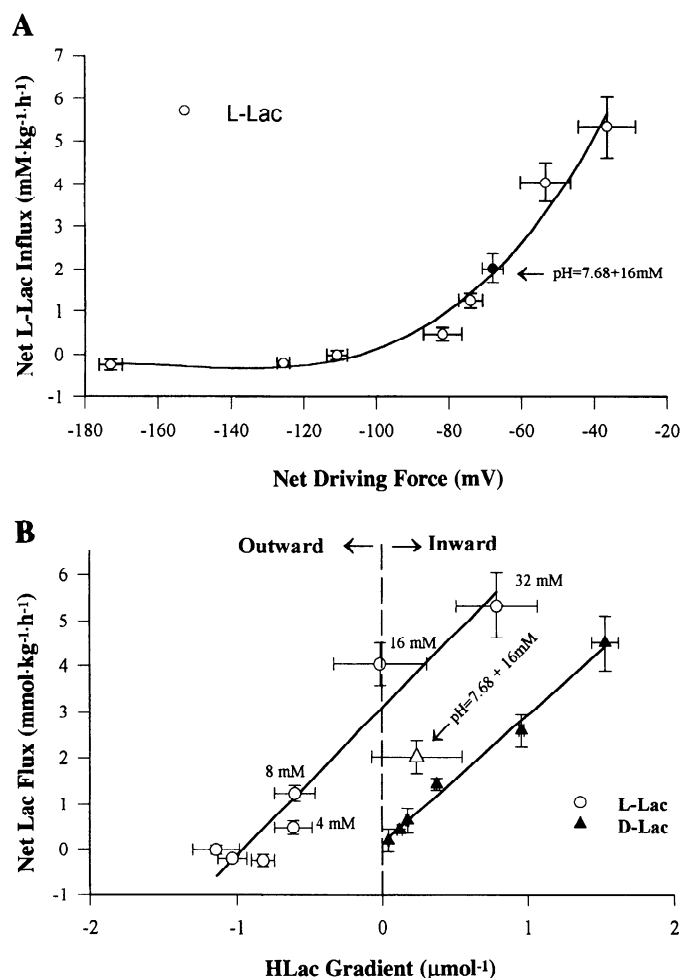 A
Net L-Lac Influx (mM·kg⁻¹·h⁻¹)
7
6
5
4
3
2
1
0
-1
L-Lac
pH=7.68+16mM
-180 -160 -140 -120 -100 -80 -60 -40 -20
Net Driving Force (mV)
B
Outward Inward
Net Lac Flux (mmol·kg⁻¹·h⁻¹)
6
5
4
3
2
1
0
-1
32 mM
16 mM
pH=7.68 + 16mM
8 mM
4 mM
L-Lac
D-Lac
-2 -1 0 1 2
HLac Gradient (μmol⁻¹)